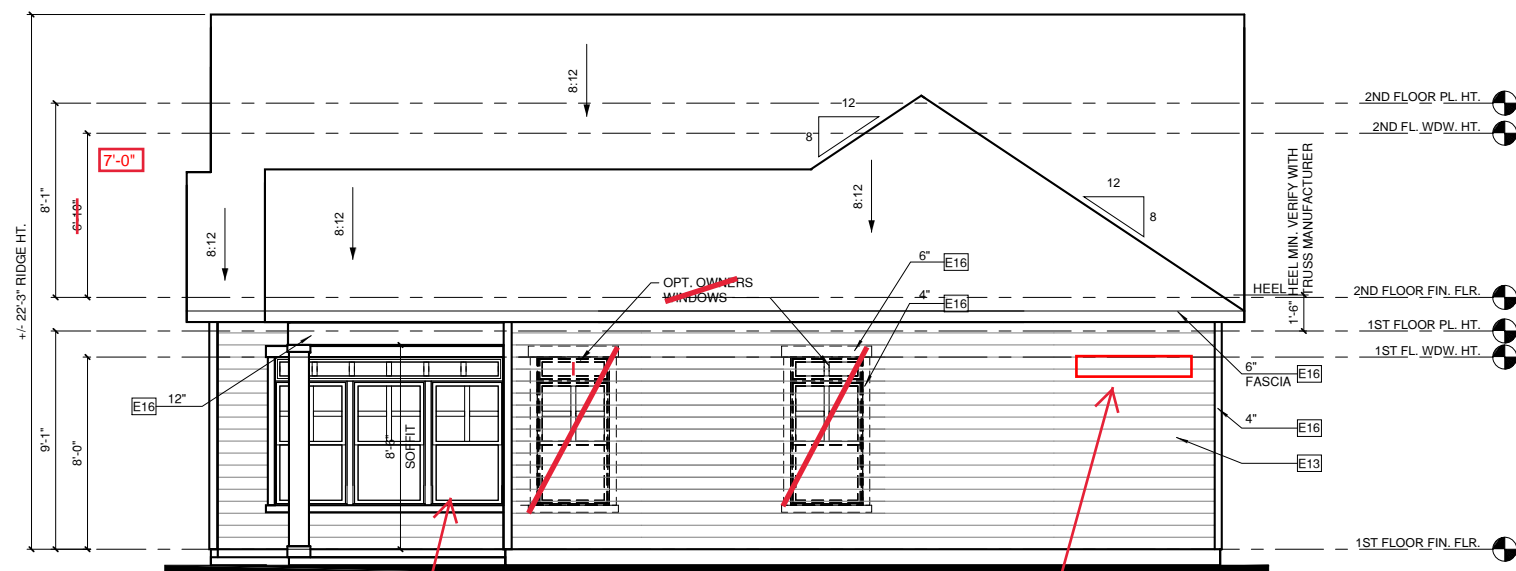 2ND FLOOR PL. HT.
2ND FL. WDW. HT.
12
8
8:12
7'-0"
8'-1"
6'-10"
+/- 22'-3" RIDGE HT.
8:12
8:12
8:12
12
8
1'-6" HEEL MIN. VERIFY WITH
TRUSS MANUFACTURER
6"
E16
OPT. OWNERS
WINDOWS
4"
E16
HEEL
2ND FLOOR FIN. FLR.
1ST FLOOR PL. HT.
1ST FL. WDW. HT.
6"
FASCIA
E16
E16
12"
9'-1"
8'-0"
8'-8"
SOFFIT
4"
E16
E13
1ST FLOOR FIN. FLR.